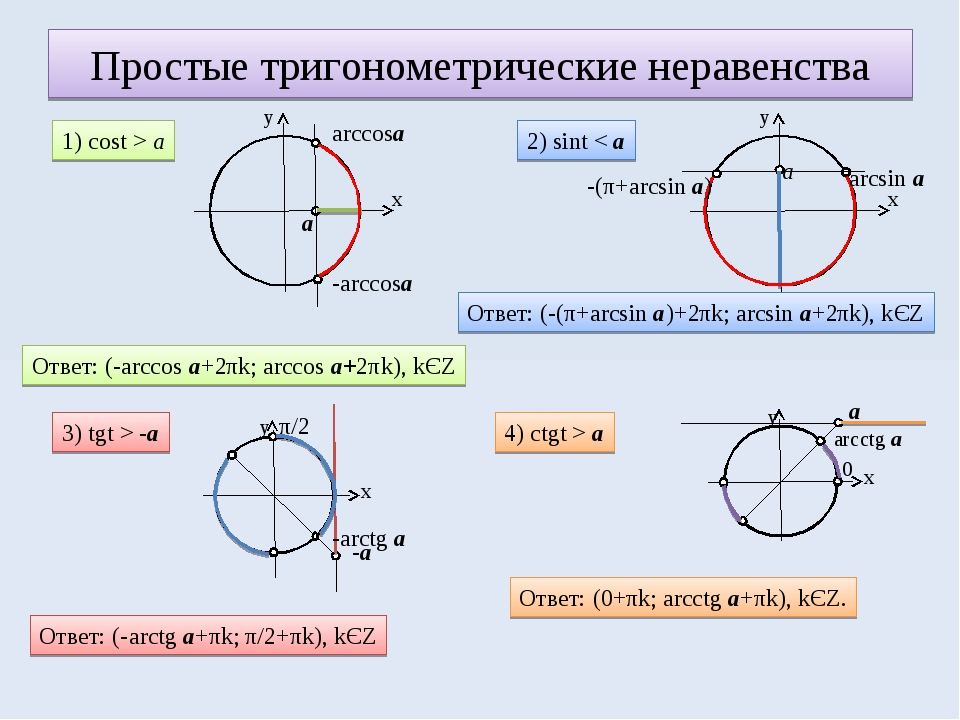 Простые тригонометрические неравенства
1) cost > a
y
arccosa
x
a
-arccosa
Ответ: (-arccos a+2πk; arccos a+2πk), kЄZ
2) sint < a
y
a
-(π+arcsin a)
arcsin a
x
Ответ: (-(π+arcsin a)+2πk; arcsin a+2πk), kЄZ
3) tgt > -a
y
π/2
x
-arctg a
-a
Ответ: (-arctg a+πk; π/2+πk), kЄZ
4) ctgt > a
y
a
arcctg a
0
x
Ответ: (0+πk; arcctg a+πk), kЄZ.